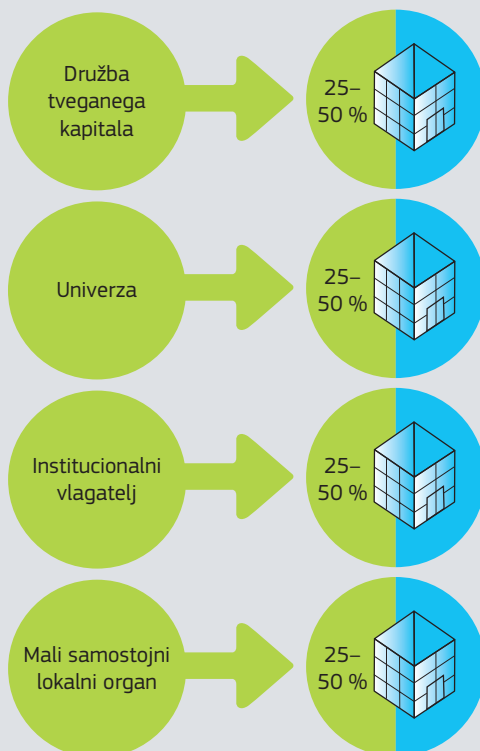 Družba
tveganega
kapitala
25–
50 %
Univerza
25–
50 %
Institucionalni
vlagatelj
25–
50 %
Mali samostojni
lokalni organ
25–
50 %